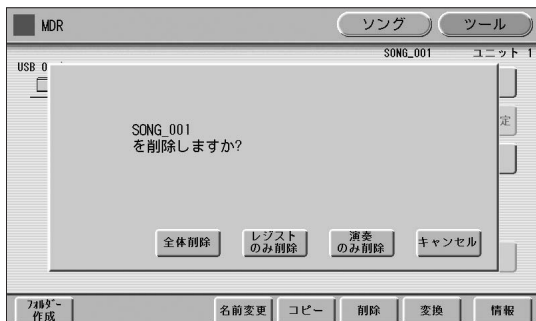 MDR
ソング
ツール
SONG_001 ユニット 1
USB 0
定
SONG_001
を削除しますか?
全体削除
レジスト
のみ削除
演奏
のみ削除
キャンセル
フォルダー
作成
名前変更
コピー
削除
変換
情報